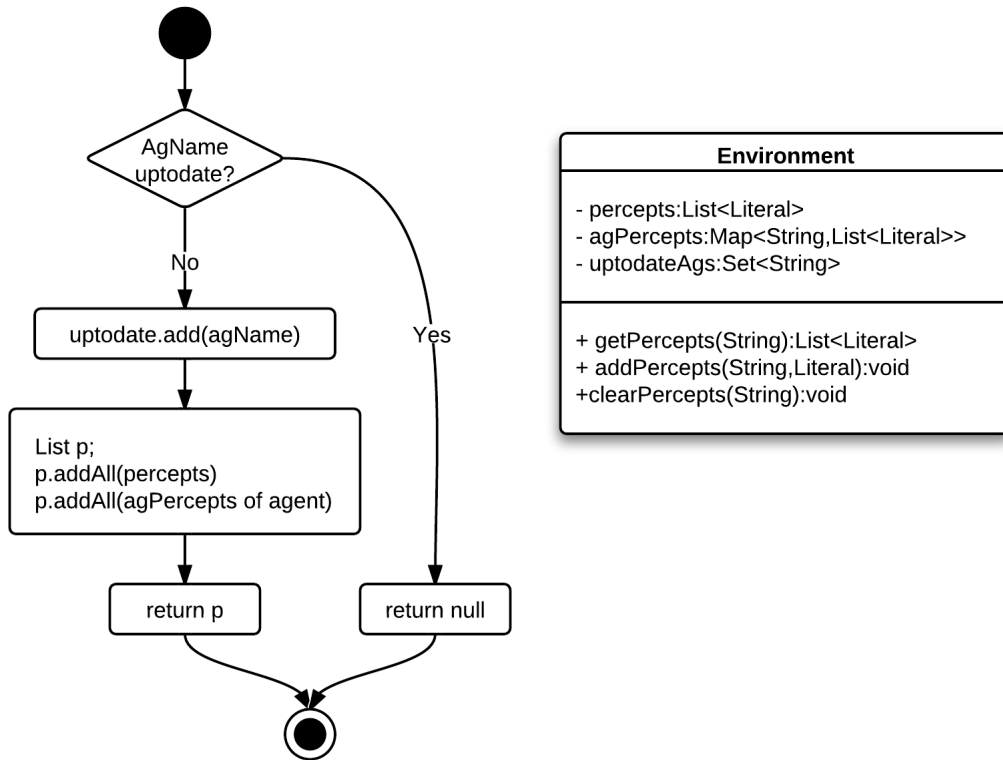 AgName
uptodate?
No
Yes
uptodate.add(agName)
List p;
p.addAll(percepts)
p.addAll(agPercepts of agent)
return p
return null
Environment
- percepts:List<Literal>
- agPercepts:Map<String,List<Literal>>
- uptodateAgs:Set<String>
+ getPercepts(String):List<Literal>
+ addPercepts(String,Literal):void
+clearPercepts(String):void